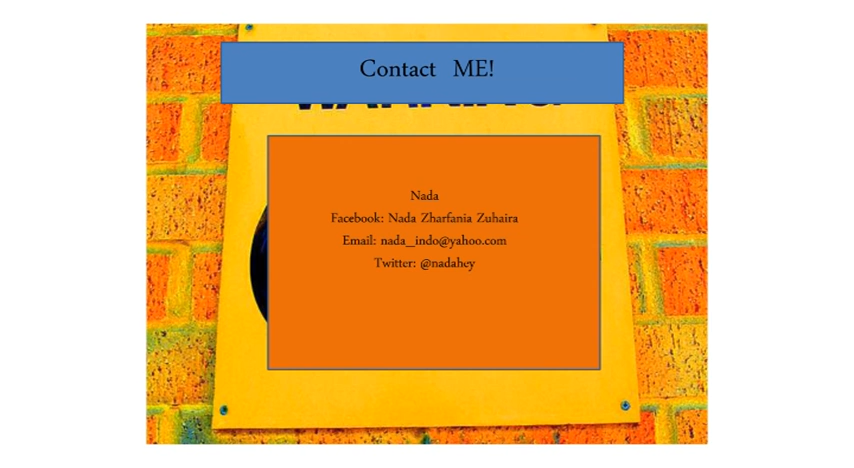 Contact ME!
Nada
Facebook: Nada Zharfania Zuhaira
Email: nada_indo@yahoo.com
Twitter: @nadahey